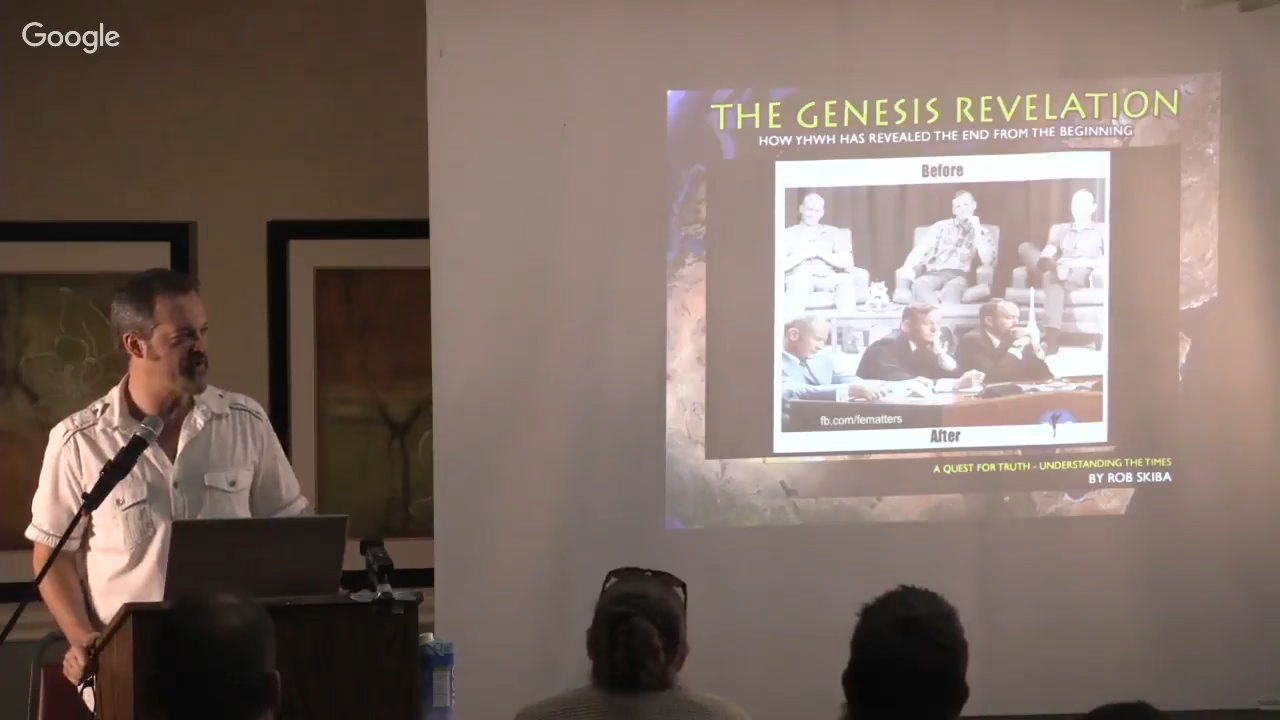 Google
THE GENESIS REVELATION
HOW YHWH HAS REVEALED THE END FROM THE BEGINNING
Before
fb.com/fematters
After
A QUEST FOR TRUTH - UNDERSTANDING THE TIMES
BY ROB SKIBA